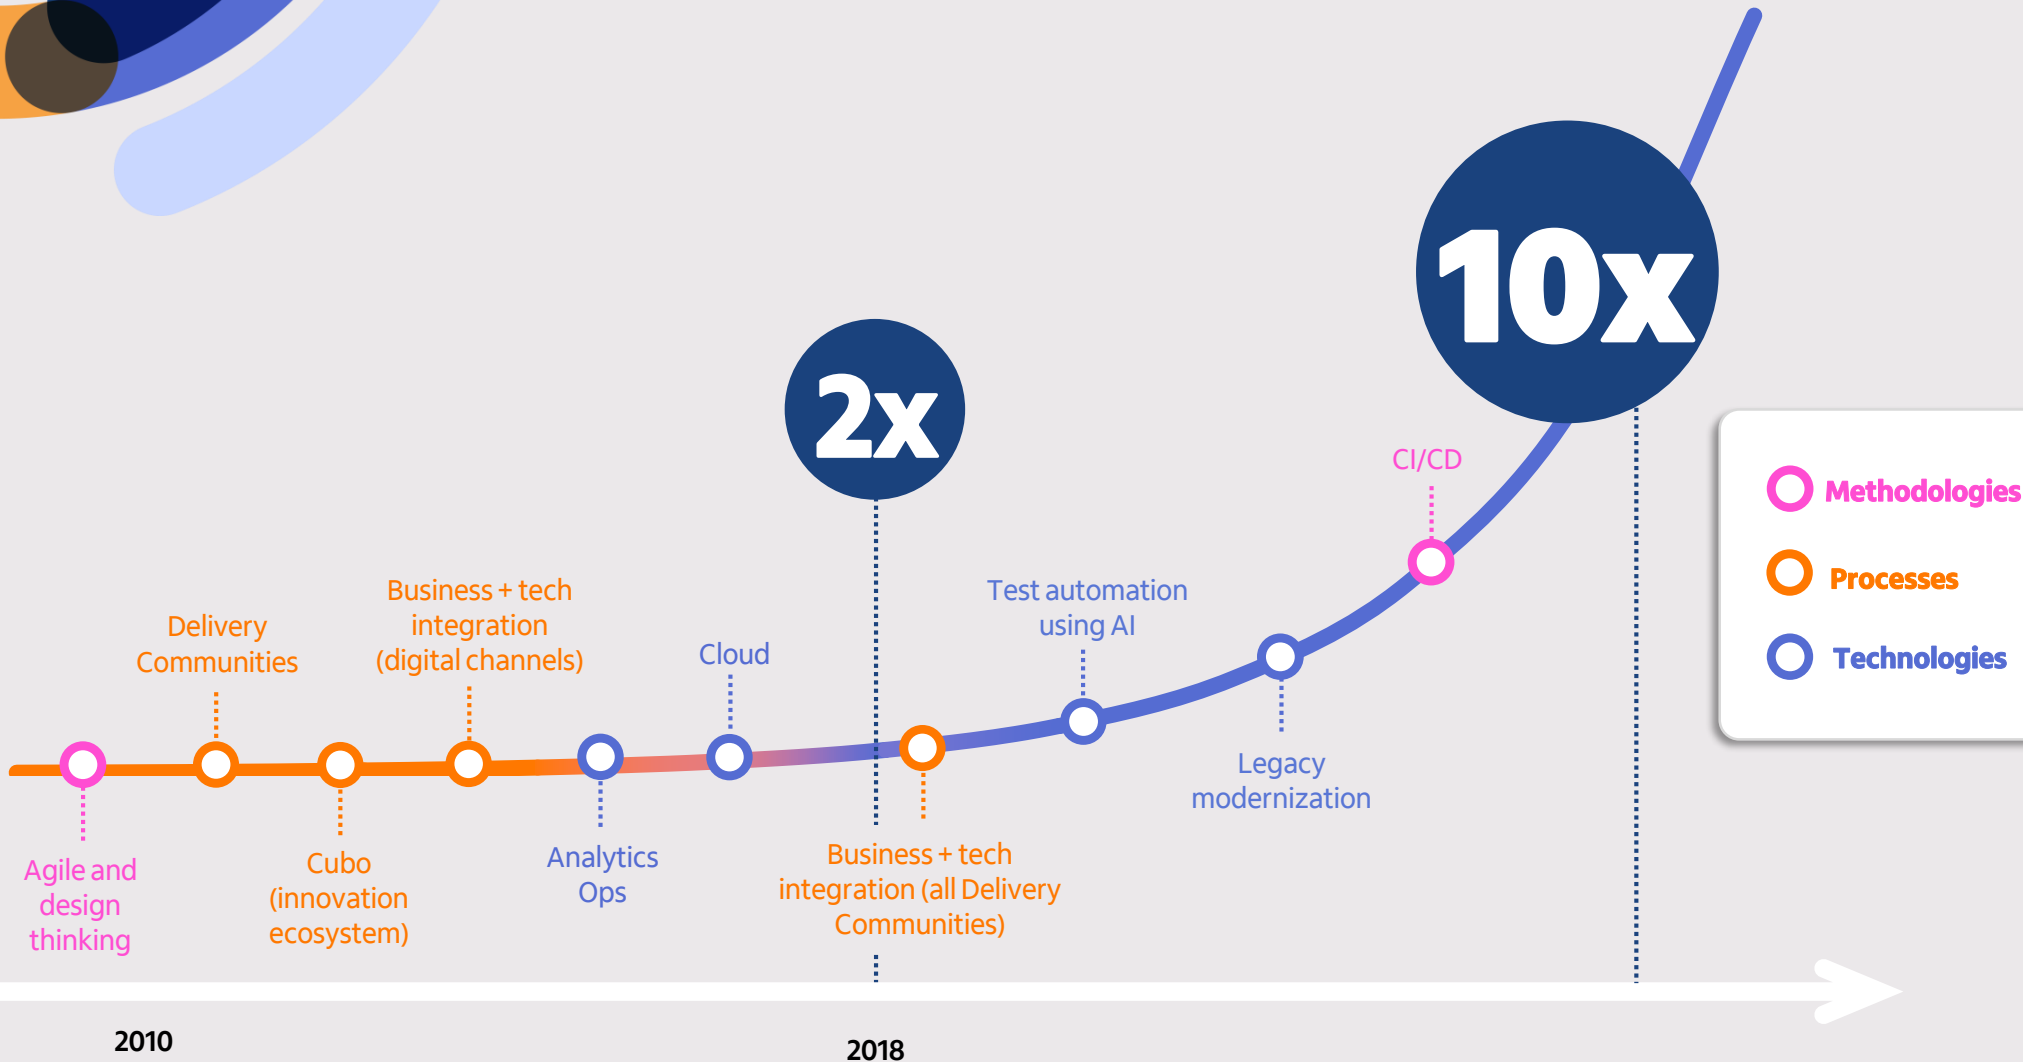 10x
2x
CI/CD
Methodologies
Processes
Technologies
Delivery
Communities
Business + tech
integration
(digital channels)
Cloud
Test automation
using AI
Agile and
design
thinking
Cubo
(innovation
ecosystem)
Analytics
Ops
Business + tech
integration (all Delivery
Communities)
Legacy
modernization
2010
2018